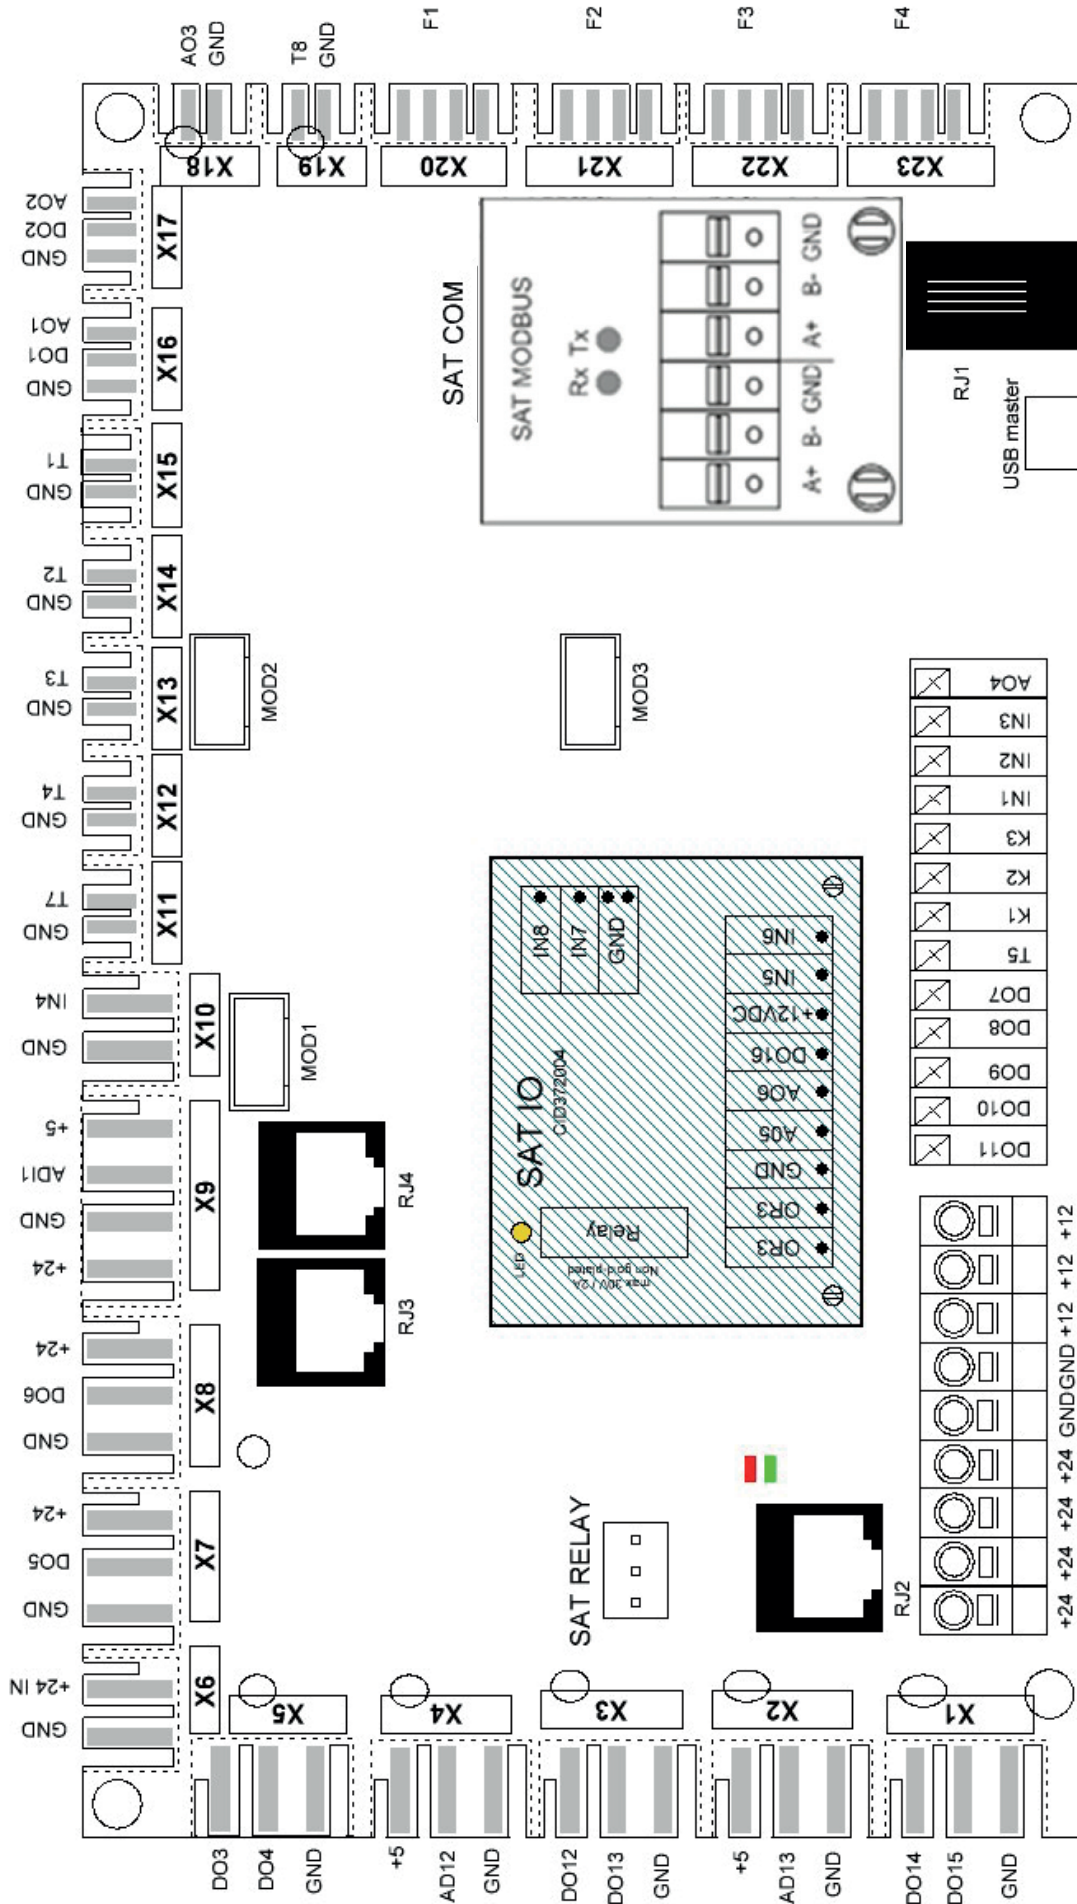 AO3
GND
T8
GND
F1
F2
F3
F4
X18
X19
X20
X21
X22
X23
AO2
DO2
GND
X17
AO1
DO1
GND
X16
T1
GND
X15
T2
GND
X14
T3
GND
X13
T4
GND
X12
T7
GND
X11
IN4
GND
X10
+5
ADI1
GND
+24
X9
+24
DO6
GND
X8
+24
DO5
GND
X7
+24 IN
GND
X6
SAT COM
SAT MODBUS
Rx Tx
A+ B- GND A+ B- GND
RJ1
USB master
MOD2
MOD3
MOD1
RJ4
RJ3
AO4
IN3
IN2
IN1
K3
K2
K1
T5
DO7
DO8
DO9
DO10
DO11
IN8
IN7
GND
SAT IO
CID372004
LED
Relay
max 30V / 2A
Non gold-plated
IN6
IN5
+12VDC
DO16
AO6
A05
GND
OR3
OR3
SAT RELAY
RJ2
+24 +24 +24 +24 GND GND +12 +12 +12
X5
X4
X3
X2
X1
DO3
DO4
GND
+5
AD12
GND
DO12
DO13
GND
+5
AD13
GND
DO14
DO15
GND